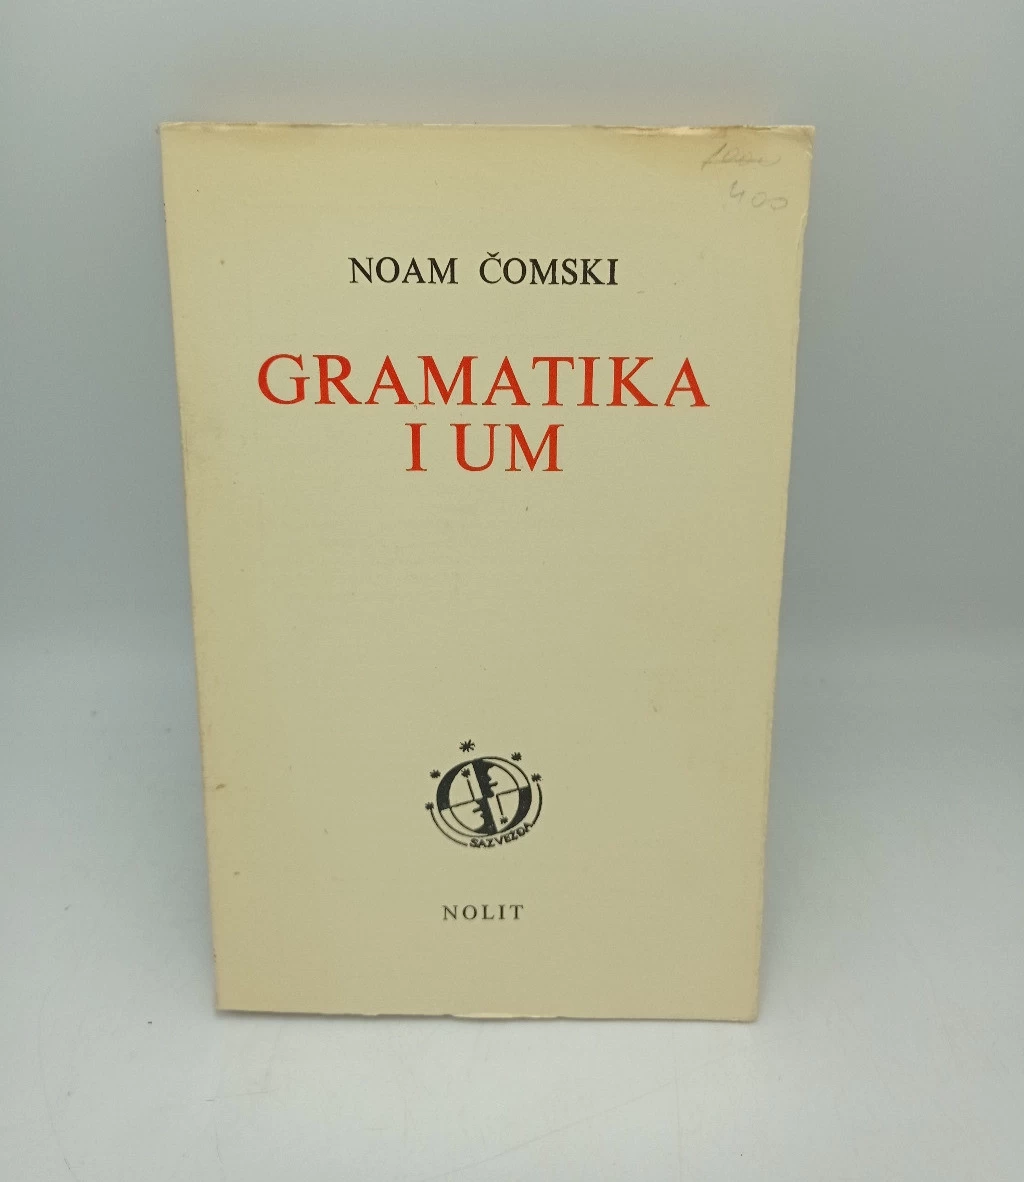 400
NOAM ČOMSKI
GRAMATIKA
I UM
SAZVEŽĐA
NOLIT